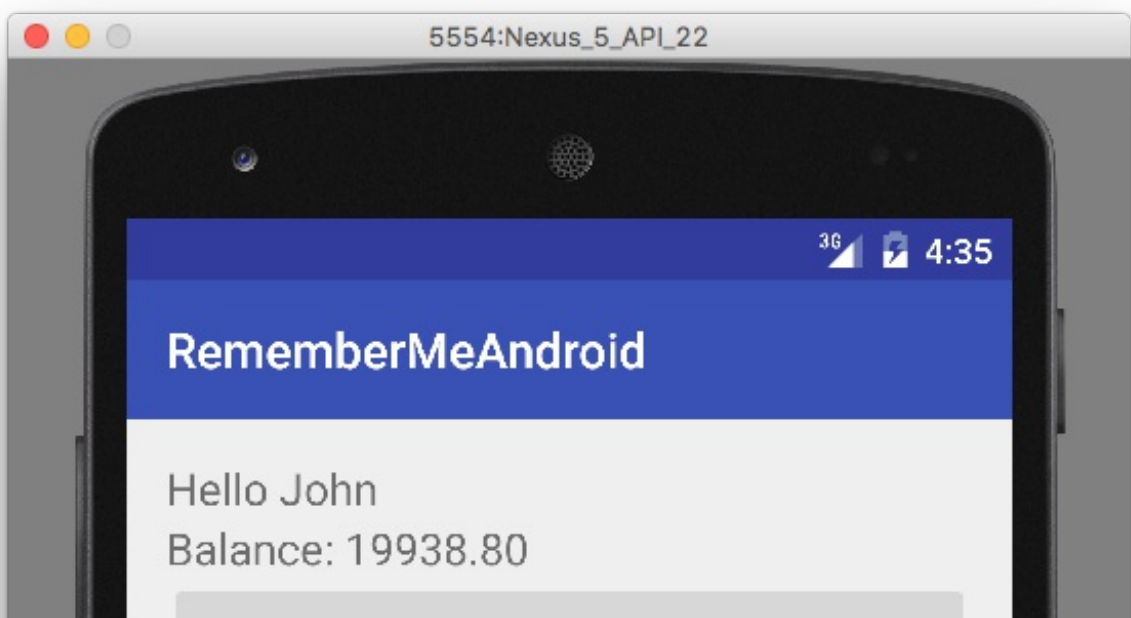 5554:Nexus_5_API_22
3G 4:35
RememberMeAndroid
Hello John
Balance: 19938.80